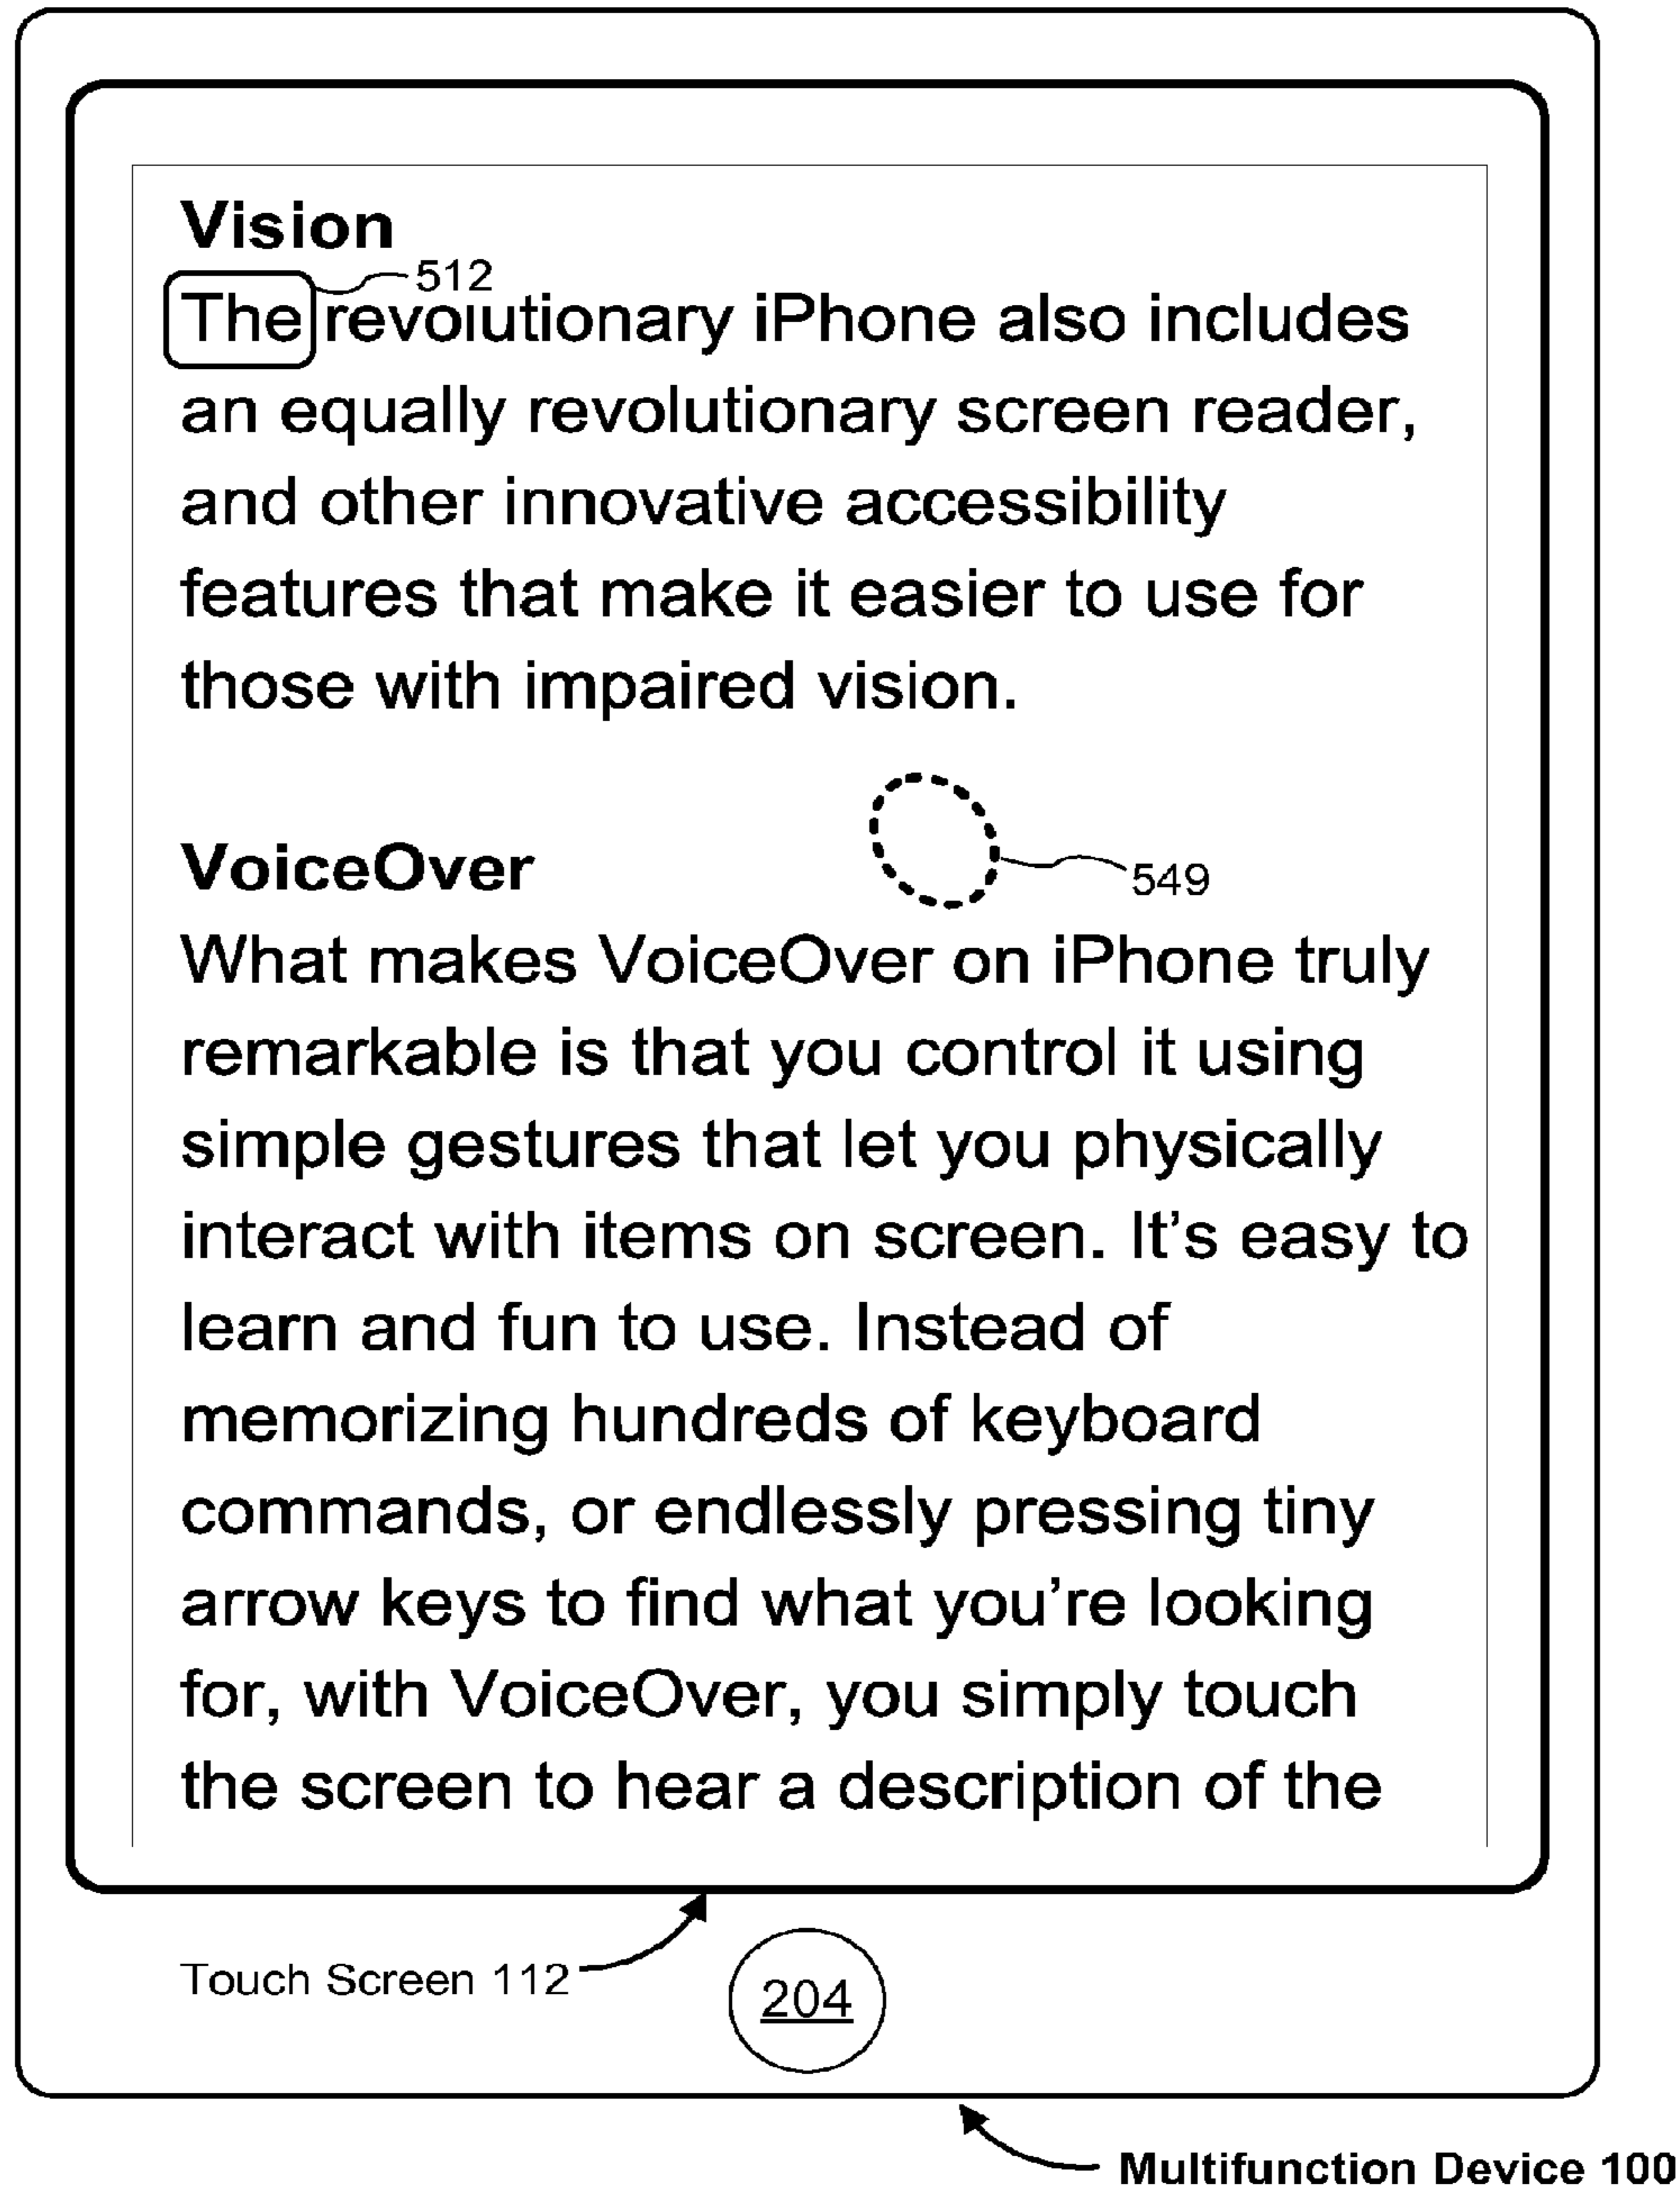 Vision
512
The revolutionary iPhone also includes
an equally revolutionary screen reader,
and other innovative accessibility
features that make it easier to use for
those with impaired vision.
VoiceOver
549
What makes VoiceOver on iPhone truly
remarkable is that you control it using
simple gestures that let you physically
interact with items on screen. It’s easy to
learn and fun to use. Instead of
memorizing hundreds of keyboard
commands, or endlessly pressing tiny
arrow keys to find what you’re looking
for, with VoiceOver, you simply touch
the screen to hear a description of the
Touch Screen 112
204
Multifunction Device 100